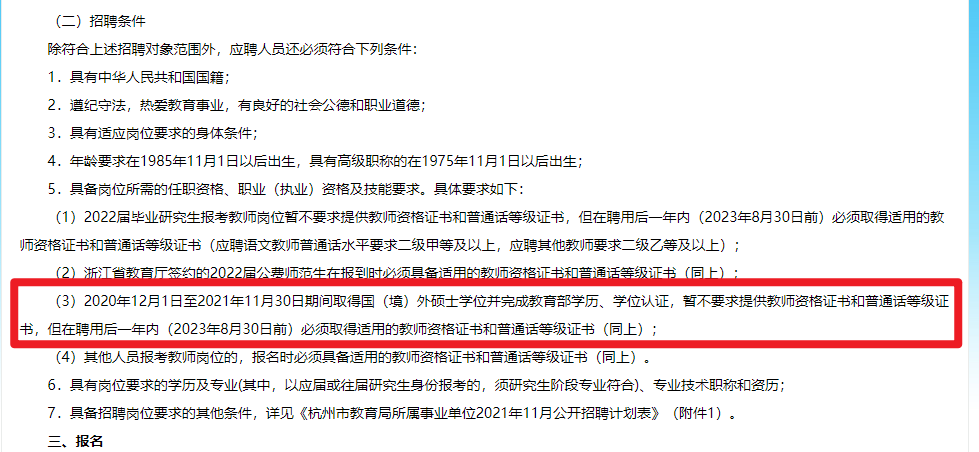 （二）招聘条件
除符合上述招聘对象范围外，应聘人员还必须符合下列条件：
1．具有中华人民共和国国籍；
2．遵纪守法，热爱教育事业，有良好的社会公德和职业道德；
3．具有适应岗位要求的身体条件；
4．年龄要求在1985年11月1日以后出生，具有高级职称的在1975年11月1日以后出生；
5．具备岗位所需的任职资格、职业（执业）资格及技能要求。具体要求如下：
（1）2022届毕业研究生报考教师岗位暂不要求提供教师资格证书和普通话等级证书，但在聘用后一年内（2023年8月30日前）必须取得适用的教
师资格证书和普通话等级证书（应聘语文教师普通话水平要求二级甲等及以上，应聘其他教师要求二级乙等及以上）；
（2）浙江省教育厅签约的2022届公费师范生在报到时必须具备适用的教师资格证书和普通话等级证书（同上）；
（3）2020年12月1日至2021年11月30日期间取得国（境）外硕士学位并完成教育部学历、学位认证，暂不要求提供教师资格证书和普通话等级证
书，但在聘用后一年内（2023年8月30日前）必须取得适用的教师资格证书和普通话等级证书（同上）；
（4）其他人员报考教师岗位的，报名时必须具备适用的教师资格证书和普通话等级证书（同上）。
6．具有岗位要求的学历及专业(其中，以应届或往届研究生身份报考的，须研究生阶段专业符合)、专业技术职称和资历；
7．具备招聘岗位要求的其他条件，详见《杭州市教育局所属事业单位2021年11月公开招聘计划表》（附件1）。
三、报名